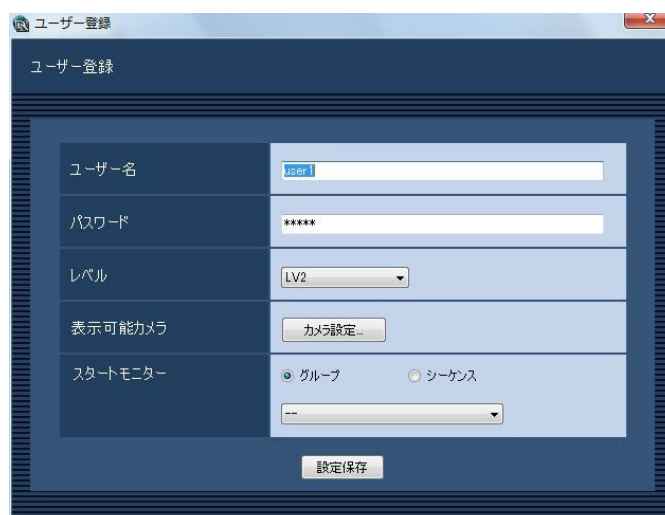 ユーザー登録
ユーザー登録
ユーザー名
user1
パスワード
*****
レベル
LV2
表示可能カメラ
カメラ設定...
スタートモニター
グループ シーケンス
--
設定保存